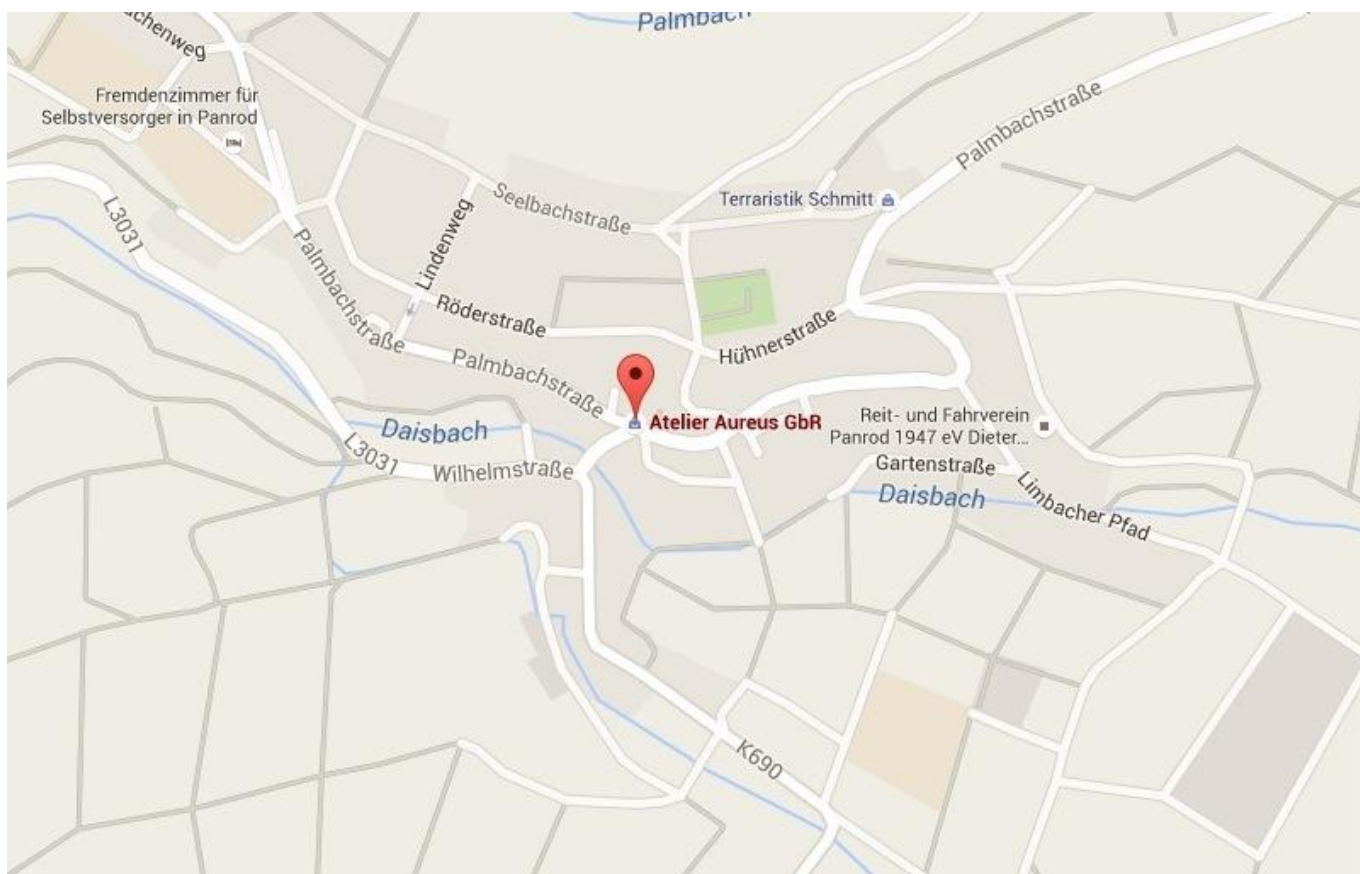 Palmbach
chenweg
Fremdenzimmer für
Selbstversorger in Panrod
Palmbachstraße
Terraristik Schmitt
Seelbachstraße
L3031
Lindenweg
Palmbachstraße
Röderstraße
Hühnerstraße
Palmbachstraße
Atelier Aureus GbR
Reit- und Fahrverein
Panrod 1947 eV Dieter...
Daisbach
L3031
Wilhelmstraße
Gartenstraße
Daisbach
Limbacher Pfad
K690